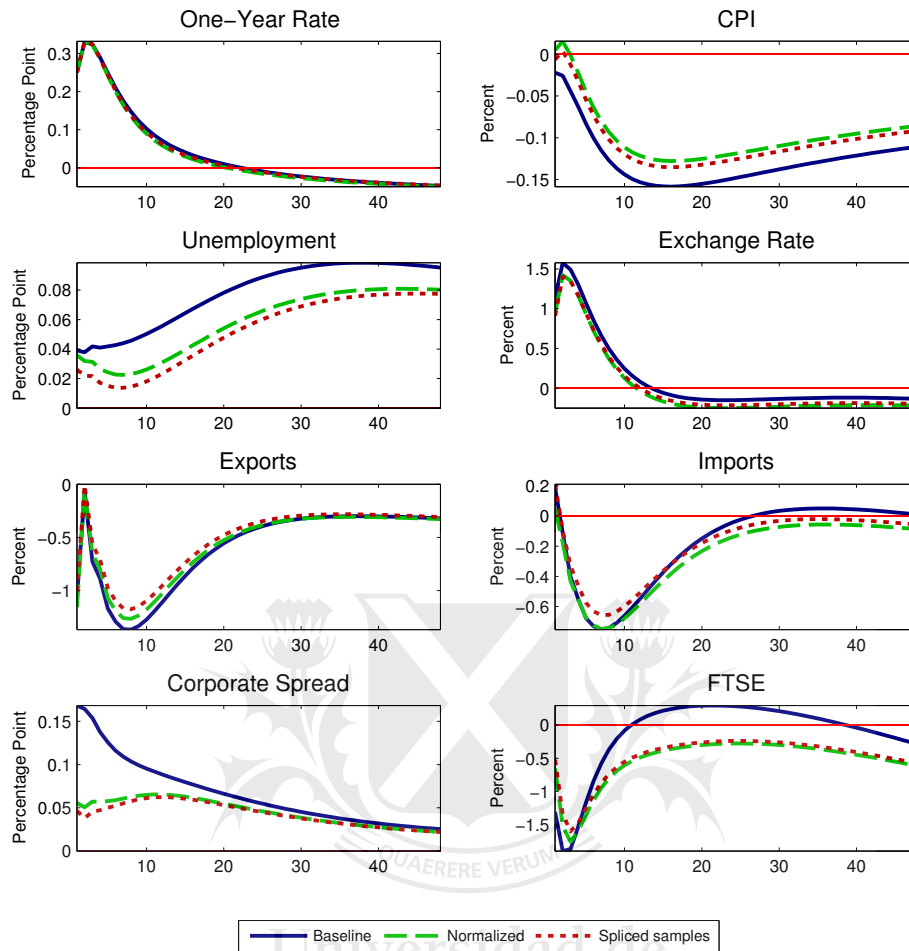 One−Year Rate
Percentage Point
0.3
0.2
0.1
0
10 20 30 40
CPI
Percent
0
−0.05
−0.1
−0.15
10 20 30 40
Unemployment
Percentage Point
0.08
0.06
0.04
0.02
0
10 20 30 40
Exchange Rate
Percent
1.5
1
0.5
0
10 20 30 40
Exports
Percent
0
−0.5
−1
10 20 30 40
Imports
Percent
0.2
0
−0.2
−0.4
−0.6
10 20 30 40
Corporate Spread
Percentage Point
0.15
0.1
0.05
0
10 20 30 40
FTSE
Percent
0
−0.5
−1
−1.5
10 20 30 40
QUAERERE VERUM
Baseline Normalized Spliced samples
Universidad de